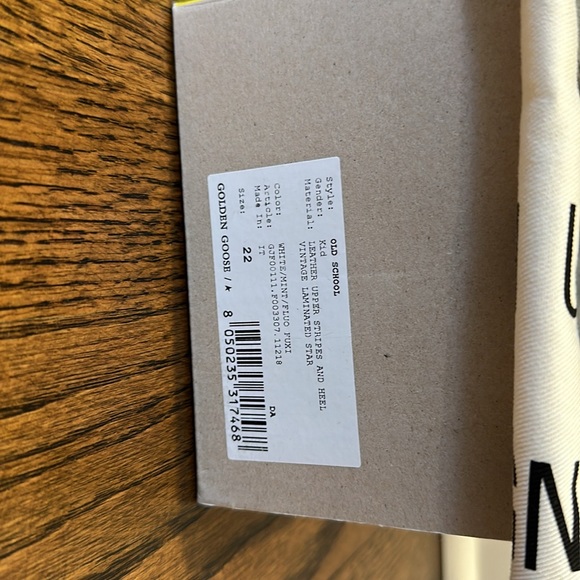 Style: OLD SCHOOL
Gender: Kid
Material: LEATHER UPPER STRIPES AND HEEL
VINTAGE LAMINATED STAR
Color: WHITE/MINT/FLUO FUXI
Article: GJF00111.F003307.11218
Made In: IT
DA
Size: 22
GOLDEN GOOSE /
8 050235 317468
U
N